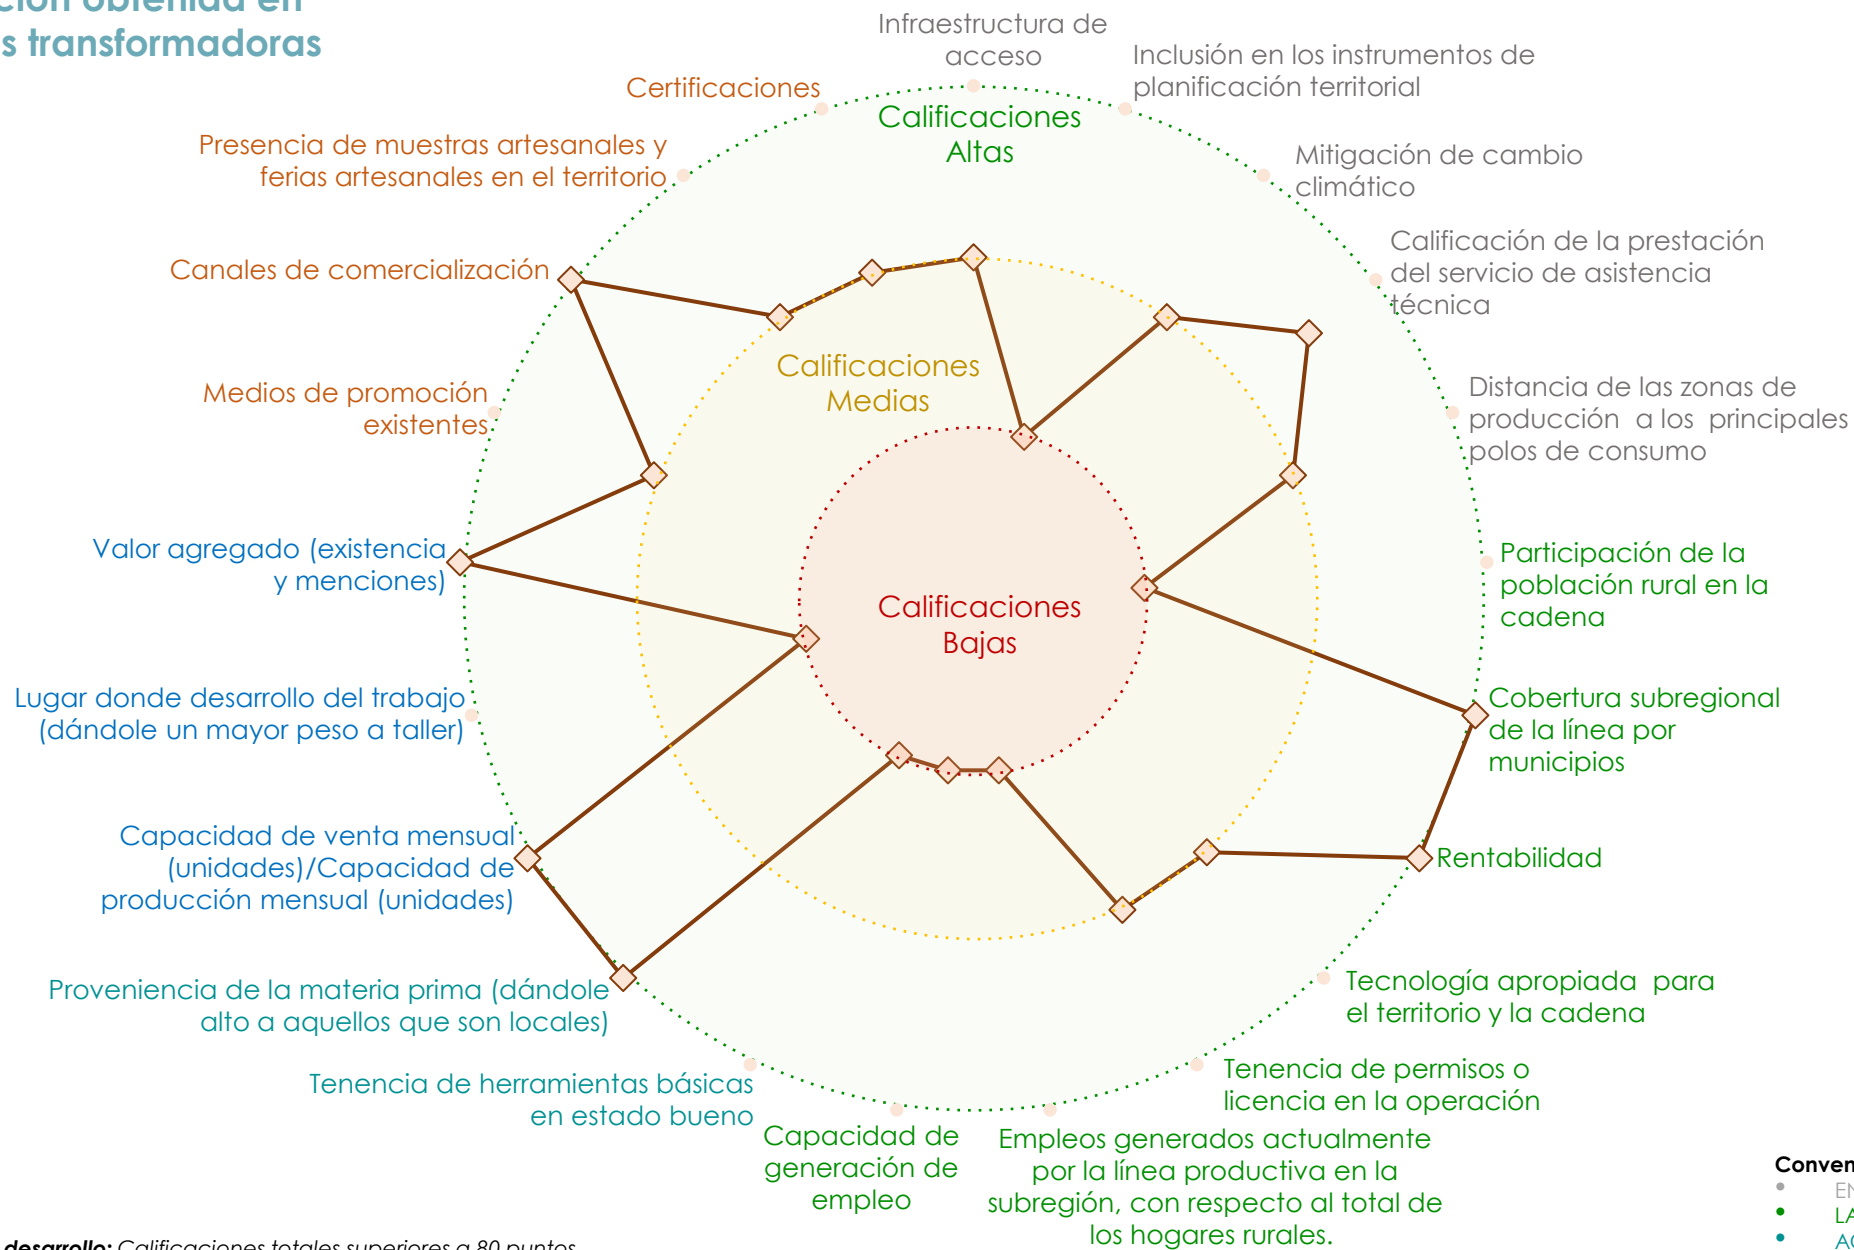 ción obtenida en
s transformadoras
Infraestructura de
acceso
Inclusión en los instrumentos de
planificación territorial
Certificaciones
Calificaciones
Altas
Presencia de muestras artesanales y
ferias artesanales en el territorio
Mitigación de cambio
climático
Calificación de la prestación
del servicio de asistencia
técnica
Canales de comercialización
Calificaciones
Medias
Medios de promoción
existentes
Distancia de las zonas de
producción a los principales
polos de consumo
Valor agregado (existencia
y menciones)
Participación de la
población rural en la
cadena
Calificaciones
Bajas
Lugar donde desarrollo del trabajo
(dándole un mayor peso a taller)
Cobertura subregional
de la línea por
municipios
Capacidad de venta mensual
(unidades)/Capacidad de
producción mensual (unidades)
Rentabilidad
Proveniencia de la materia prima (dándole
alto a aquellos que son locales)
Tecnología apropiada para
el territorio y la cadena
Tenencia de herramientas básicas
en estado bueno
Tenencia de permisos o
licencia en la operación
Capacidad de
generación de
empleo
Empleos generados actualmente
por la línea productiva en la
subregión, con respecto al total de
los hogares rurales.
Conven
EN
LA
AC
desarrollo: Calificaciones totales superiores a 80 puntos